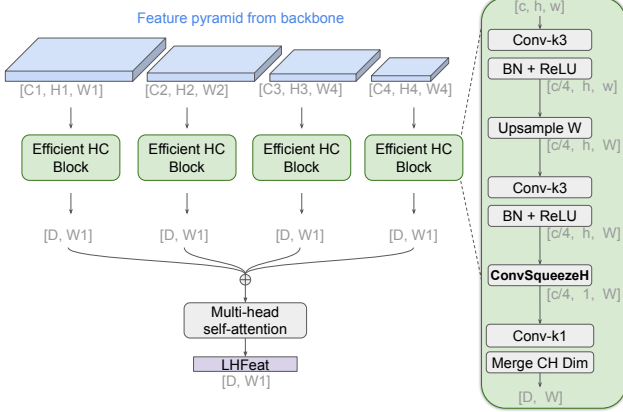 Feature pyramid from backbone
[C1, H1, W1]
[C2, H2, W2]
[C3, H3, W4]
[C4, H4, W4]
Efficient HC
Block
Efficient HC
Block
Efficient HC
Block
Efficient HC
Block
[D, W1]
[D, W1]
[D, W1]
[D, W1]
Multi-head
self-attention
LHFeat
[D, W1]
[c, h, w]
Conv-k3
BN + ReLU
[c/4, h, w]
Upsample W
[c/4, h, W]
Conv-k3
BN + ReLU
[c/4, h, W]
ConvSqueezeH
[c/4, 1, W]
Conv-k1
Merge CH Dim
[D, W]